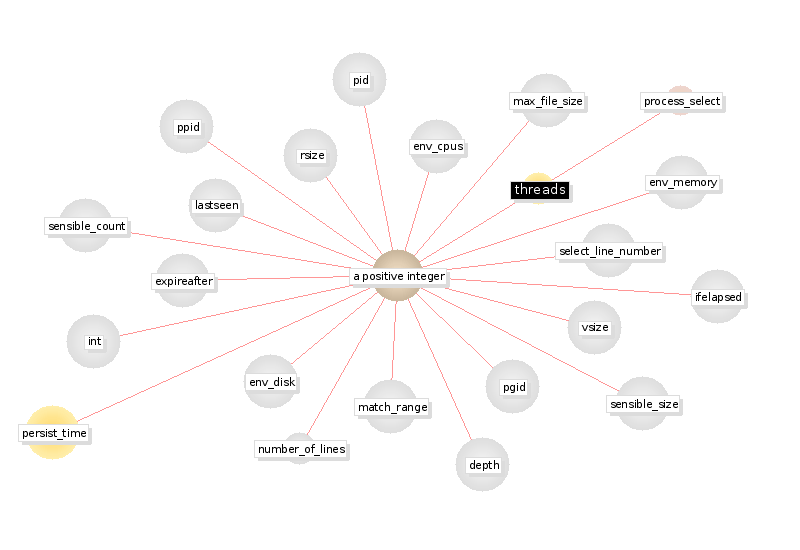 pid
max_file_size
process_select
ppid
env_cpus
rsize
env_memory
threads
lastseen
sensible_count
select_line_number
a positive integer
expireafter
ifelapsed
vsize
int
env_disk
pgid
match_range
sensible_size
persist_time
number_of_lines
depth